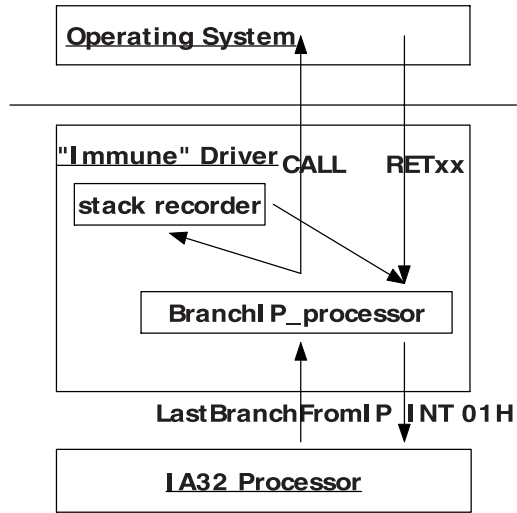 Operating System
"Immune" Driver
CALL RETxx
stack recorder
BranchIP_processor
LastBranchFromIP INT 01H
IA32 Processor